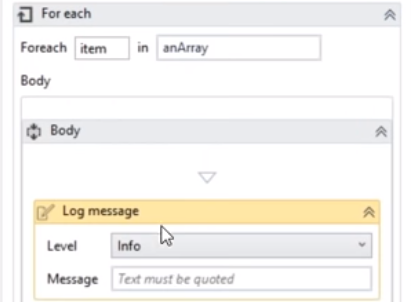 For each
Foreach item in anArray
Body
Body
Log message
Level Info
Message Text must be quoted